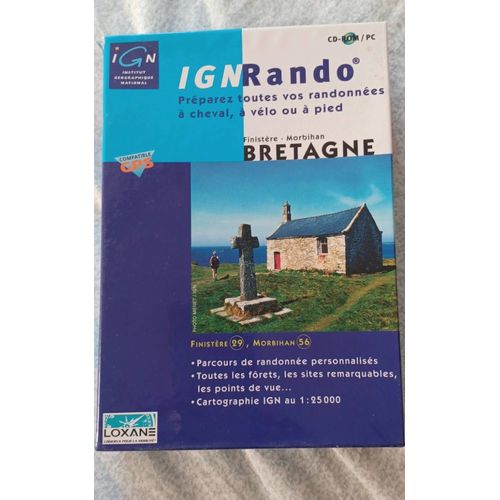 CD-ROM/PC
IGN
INSTITUT
GÉOGRAPHIQUE
NATIONAL
IGNRando®
Préparez toutes vos randonnées
à cheval, à vélo ou à pied
Finistère - Morbihan
BRETAGNE
COMPATIBLE
GPS
FINISTÈRE 29 , MORBIHAN 56
• Parcours de randonnée personnalisés
• Toutes les fôrets, les sites remarquables,
les points de vue...
• Cartographie IGN au 1:25000
LOXANE